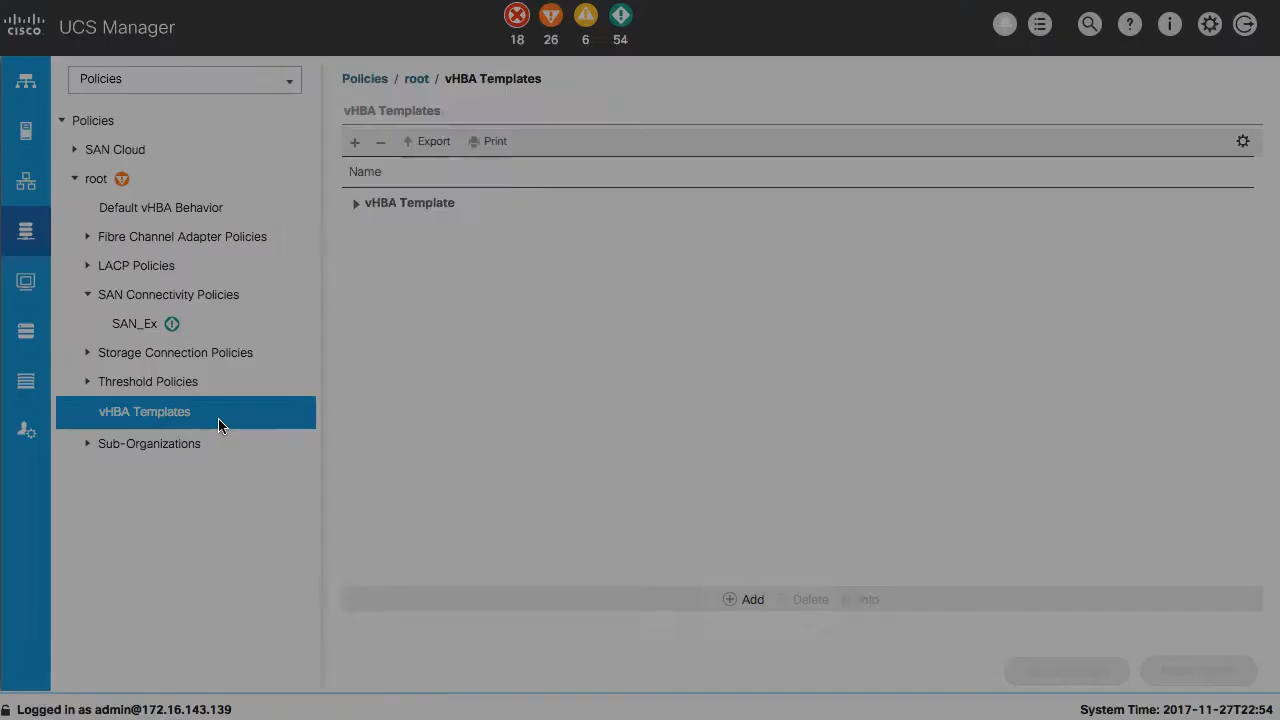 cisco UCS Manager
18 26 6 54
Policies
Policies / root / vHBA Templates
vHBA Templates
+ − Export Print
Name
vHBA Template
Policies
SAN Cloud
root
Default vHBA Behavior
Fibre Channel Adapter Policies
LACP Policies
SAN Connectivity Policies
SAN_Ex
Storage Connection Policies
Threshold Policies
vHBA Templates
Sub-Organizations
Add Delete Info
Logged in as admin@172.16.143.139
System Time: 2017-11-27T22:54